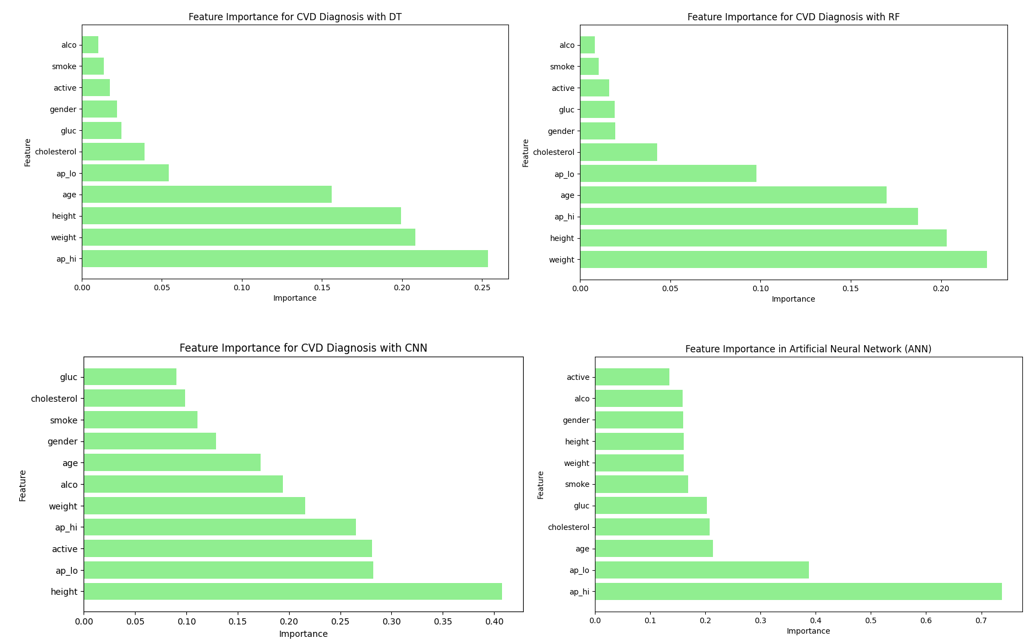 Feature Importance for CVD Diagnosis with DT
Feature
alco
smoke
active
gender
gluc
cholesterol
ap_lo
age
height
weight
ap_hi
0.00 0.05 0.10 0.15 0.20 0.25
Importance
Feature Importance for CVD Diagnosis with RF
Feature
alco
smoke
active
gluc
gender
cholesterol
ap_lo
age
ap_hi
height
weight
0.00 0.05 0.10 0.15 0.20
Importance
Feature Importance for CVD Diagnosis with CNN
Feature
gluc
cholesterol
smoke
gender
age
alco
weight
ap_hi
active
ap_lo
height
0.00 0.05 0.10 0.15 0.20 0.25 0.30 0.35 0.40
Importance
Feature Importance in Artificial Neural Network (ANN)
Feature
active
alco
gender
height
weight
smoke
gluc
cholesterol
age
ap_lo
ap_hi
0.0 0.1 0.2 0.3 0.4 0.5 0.6 0.7
Importance